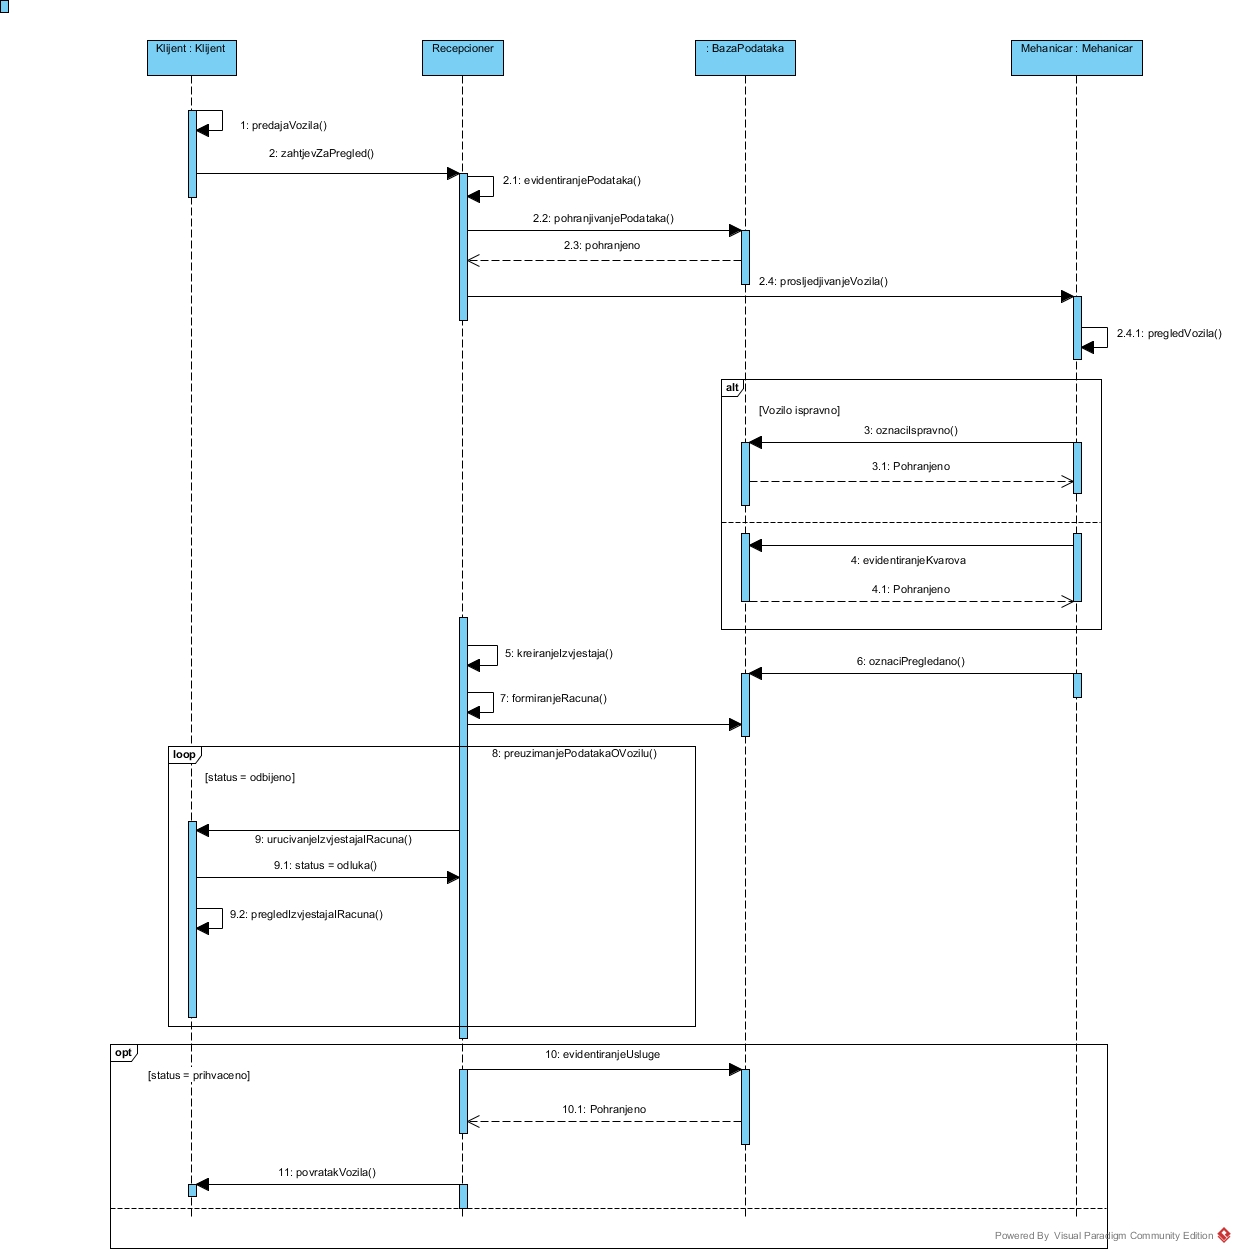 Klijent : Klijent
Recepcioner
: BazaPodataka
Mehanicar : Mehanicar
1: predajaVozila()
2: zahtjevZaPregled()
2.1: evidentiranjePodataka()
2.2: pohranjivanjePodataka()
2.3: pohranjeno
2.4: prosljedjivanjeVozila()
2.4.1: pregledVozila()
alt
[Vozilo ispravno]
3: oznaciIspravno()
3.1: Pohranjeno
4: evidentiranjeKvarova
4.1: Pohranjeno
5: kreiranjeIzvjestaja()
6: oznaciPregledano()
7: formiranjeRacuna()
loop
8: preuzimanjePodatakaOVozilu()
[status = odbijeno]
9: urucivanjeIzvjestajaIRacuna()
9.1: status = odluka()
9.2: pregledIzvjestajaIRacuna()
opt
10: evidentiranjeUsluge
[status = prihvaceno]
10.1: Pohranjeno
11: povratakVozila()
Powered By Visual Paradigm Community Edition